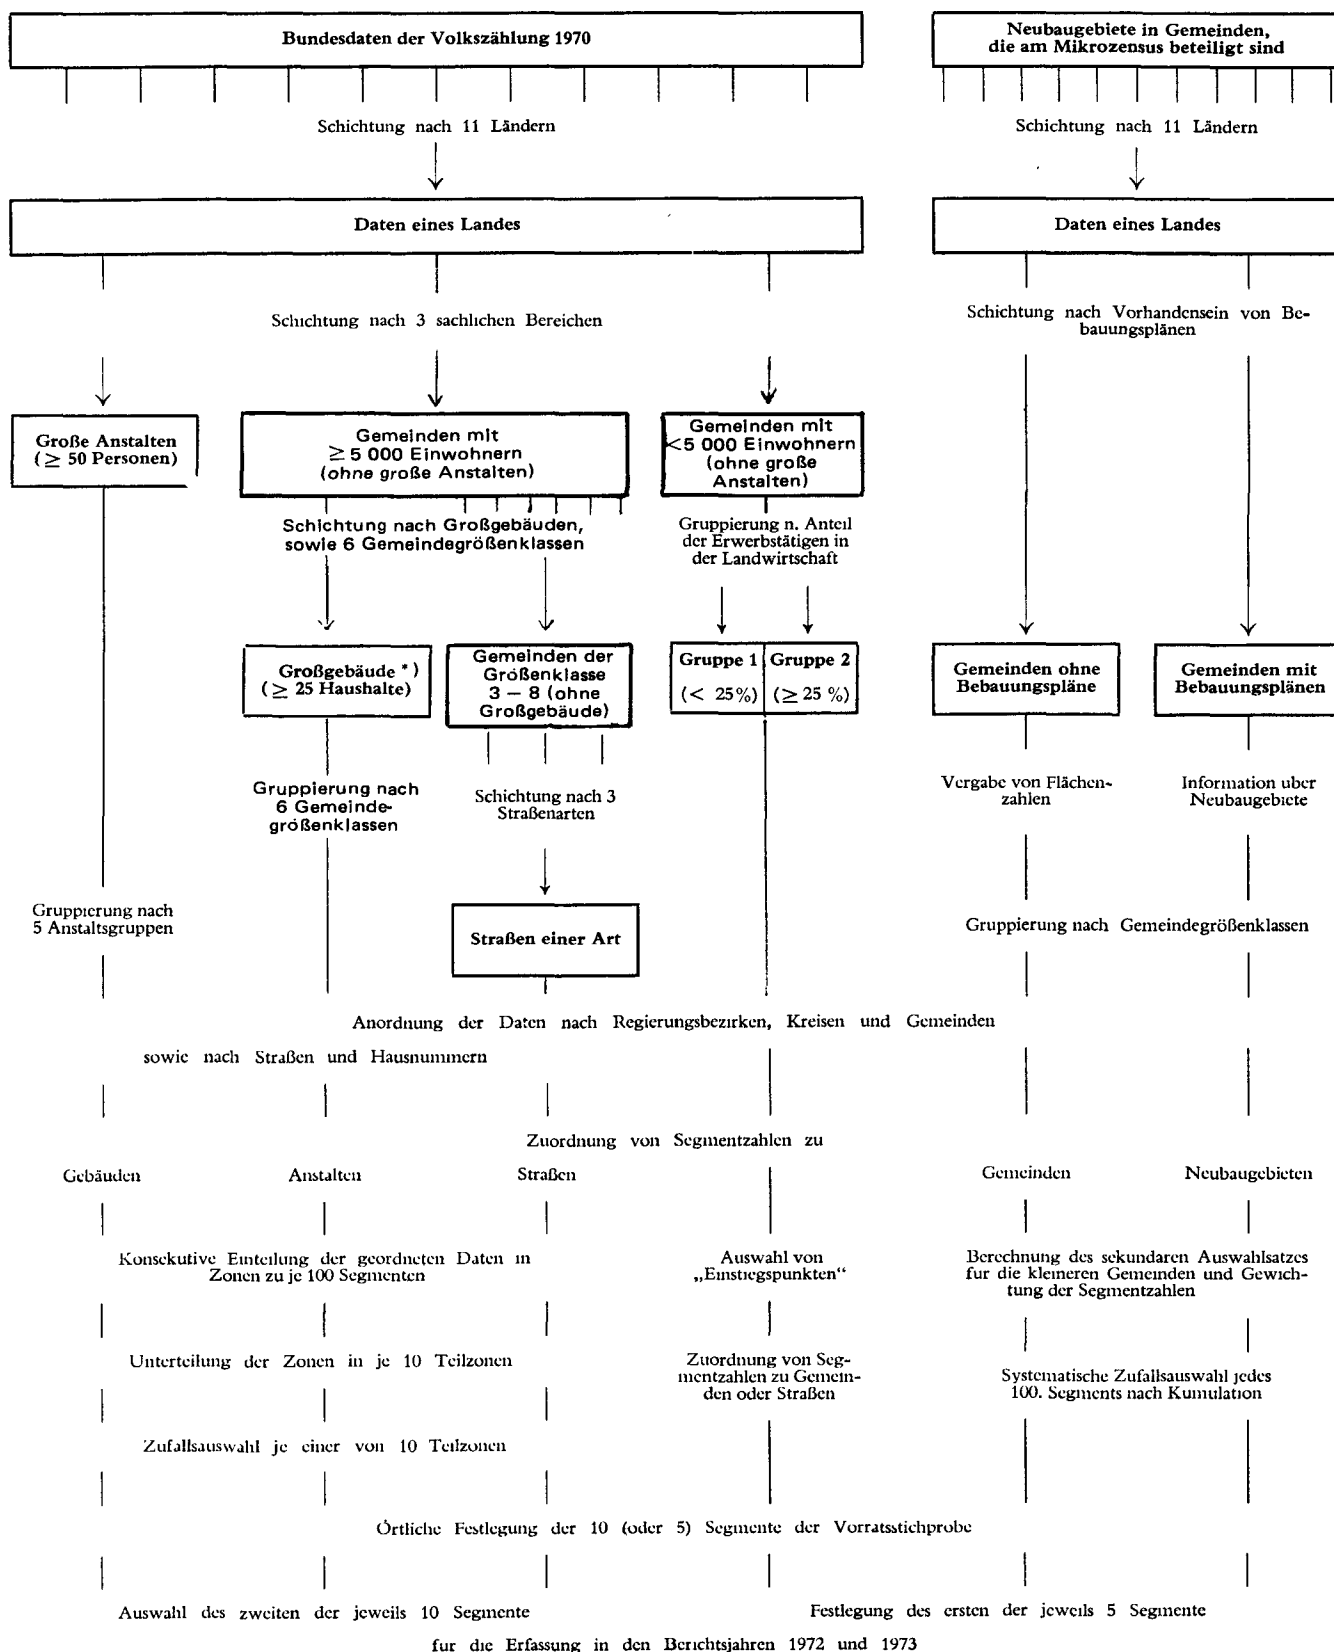 Bundesdaten der Volkszählung 1970
Neubaugebiete in Gemeinden,
die am Mikrozensus beteiligt sind
Schichtung nach 11 Ländern
Schichtung nach 11 Ländern
Daten eines Landes
Daten eines Landes
Schichtung nach 3 sachlichen Bereichen
Schichtung nach Vorhandensein von Be-
bauungsplänen
Große Anstalten
(≥ 50 Personen)
Gemeinden mit
≥ 5 000 Einwohnern
(ohne große Anstalten)
Gemeinden mit
<5 000 Einwohnern
(ohne große
Anstalten)
Schichtung nach Großgebäuden,
sowie 6 Gemeindegrößenklassen
Gruppierung n. Anteil
der Erwerbstätigen in
der Landwirtschaft
Großgebäude *)
(≥ 25 Haushalte)
Gemeinden der
Größenklasse
3 – 8 (ohne
Großgebäude)
Gruppe 1
(< 25%)
Gruppe 2
(≥ 25 %)
Gemeinden ohne
Bebauungspläne
Gemeinden mit
Bebauungsplänen
Gruppierung nach
6 Gemeinde-
größenklassen
Schichtung nach 3
Straßenarten
Vergabe von Flächen-
zahlen
Information uber
Neubaugebiete
Gruppierung nach
5 Anstaltsgruppen
Straßen einer Art
Gruppierung nach Gemeindegrößenklassen
Anordnung der Daten nach Regierungsbezirken, Kreisen und Gemeinden
sowie nach Straßen und Hausnummern
Zuordnung von Segmentzahlen zu
Gebäuden
Anstalten
Straßen
Gemeinden
Neubaugebieten
Konsekutive Einteilung der geordneten Daten in
Zonen zu je 100 Segmenten
Auswahl von
„Einstiegspunkten“
Berechnung des sekundaren Auswahlsatzes
fur die kleineren Gemeinden und Gewich-
tung der Segmentzahlen
Unterteilung der Zonen in je 10 Teilzonen
Zuordnung von Seg-
mentzahlen zu Gemein-
den oder Straßen
Systematische Zufallsauswahl jedes
100. Segments nach Kumulation
Zufallsauswahl je einer von 10 Teilzonen
Örtliche Festlegung der 10 (oder 5) Segmente der Vorratsstichprobe
Auswahl des zweiten der jeweils 10 Segmente
Festlegung des ersten der jeweils 5 Segmente
fur die Erfassung in den Berichtsjahren 1972 und 1973